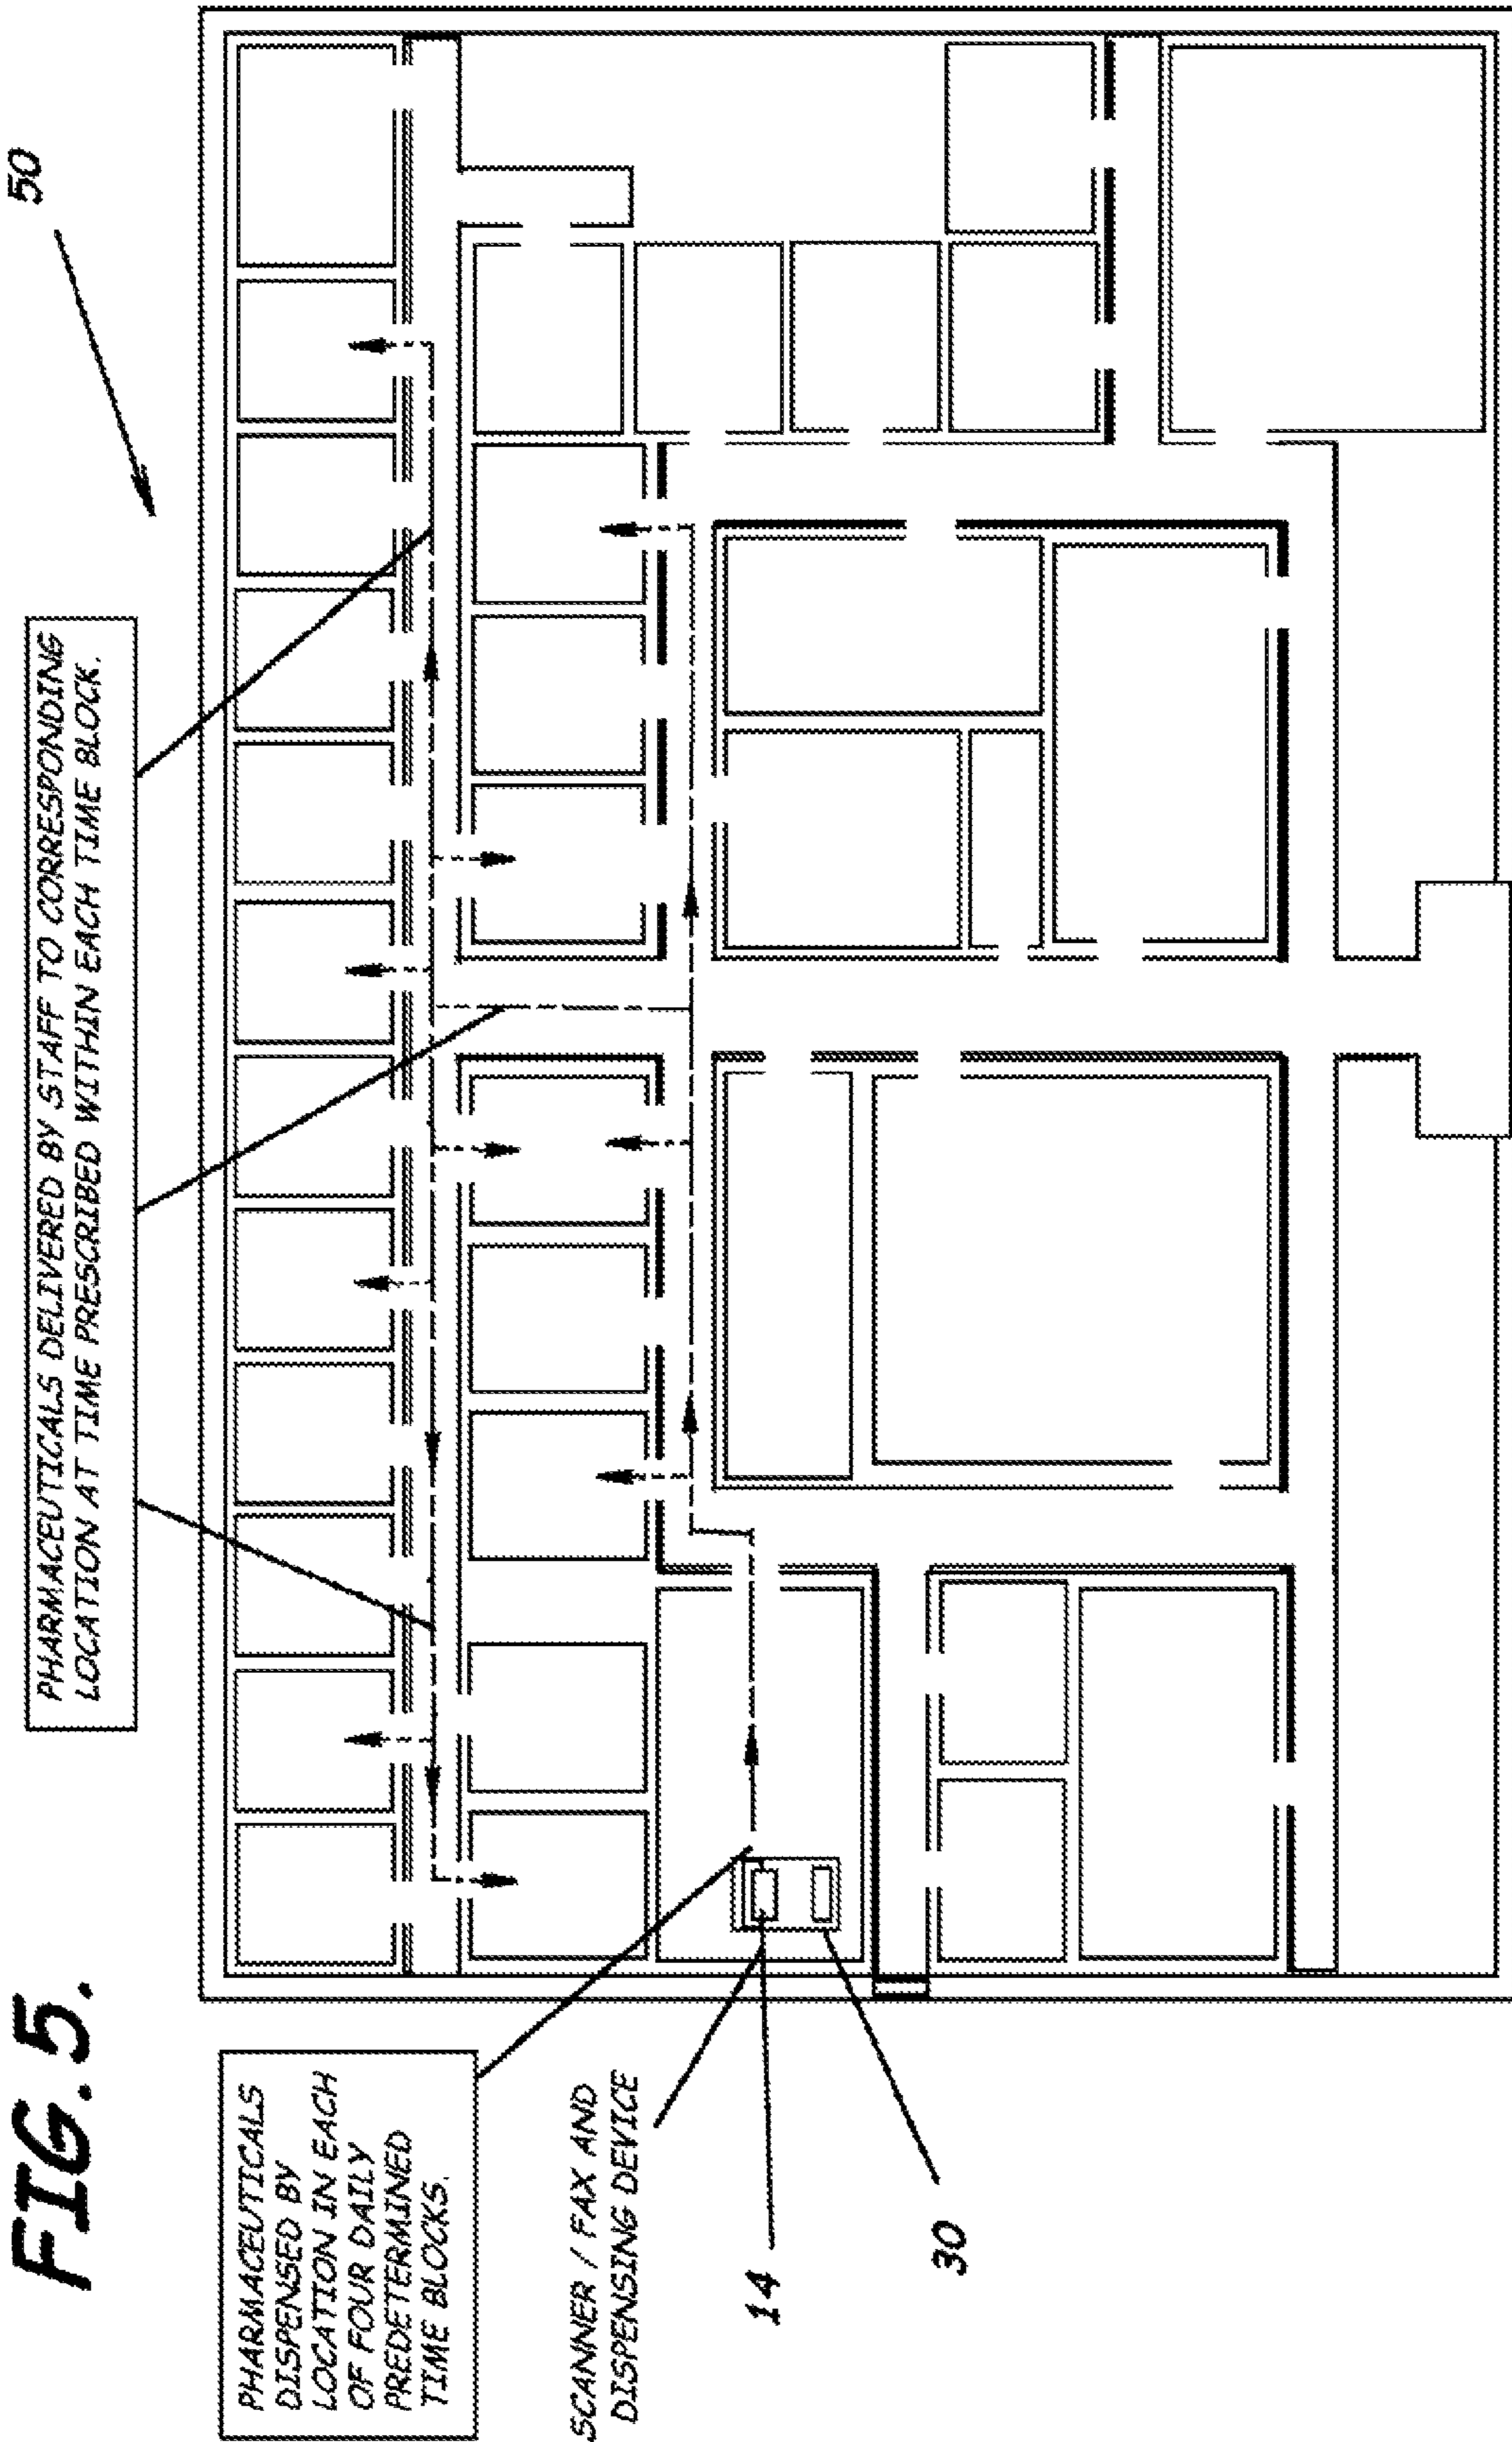 FIG. 5.
50
PHARMACEUTICALS DELIVERED BY STAFF TO CORRESPONDING
LOCATION AT TIME PRESCRIBED WITHIN EACH TIME BLOCK.
PHARMACEUTICALS
DISPENSED BY
LOCATION IN EACH
OF FOUR DAILY
PREDETERMINED
TIME BLOCKS.
SCANNER / FAX AND
DISPENSING DEVICE
14
30